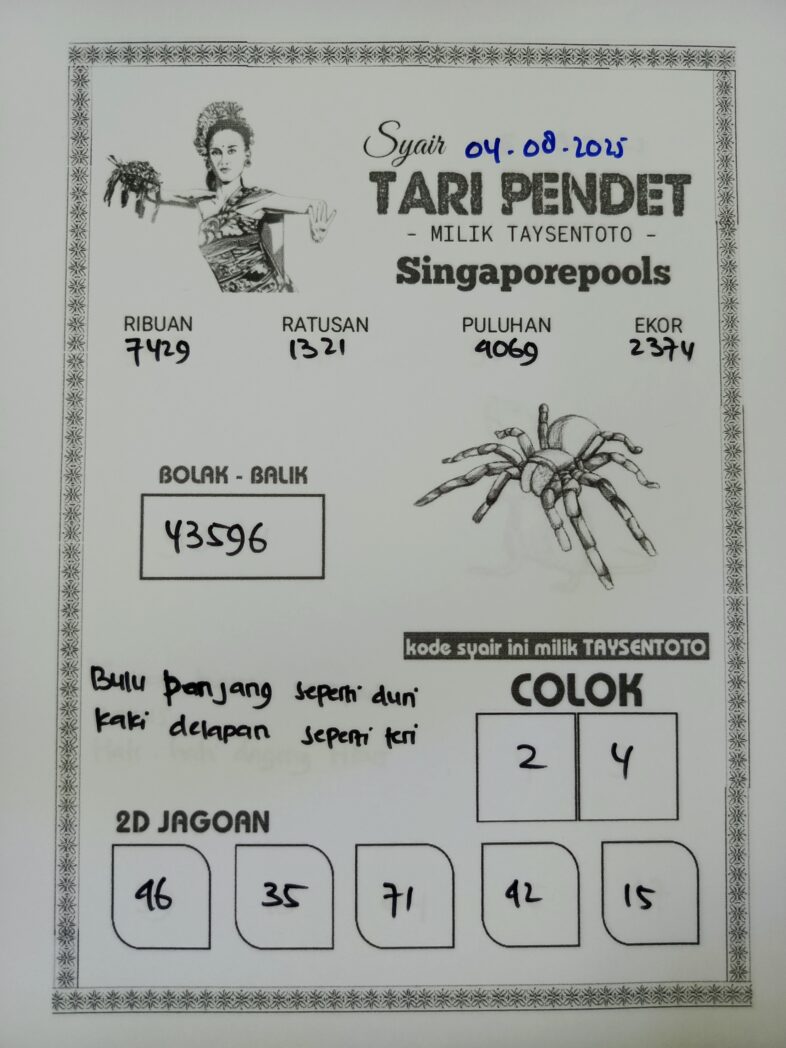 Syair 04-08-2025
TARI PENDET
- MILIK TAYSENTOTO -
Singaporepools
RIBUAN RATUSAN PULUHAN EKOR
7429 1321 4069 2374
BOLAK - BALIK
43596
kode syair ini milik TAYSENTOTO
Bulu panjang seperti duri
kaki delapan seperti teri
COLOK
2 4
2D JAGOAN
46 35 71 42 15